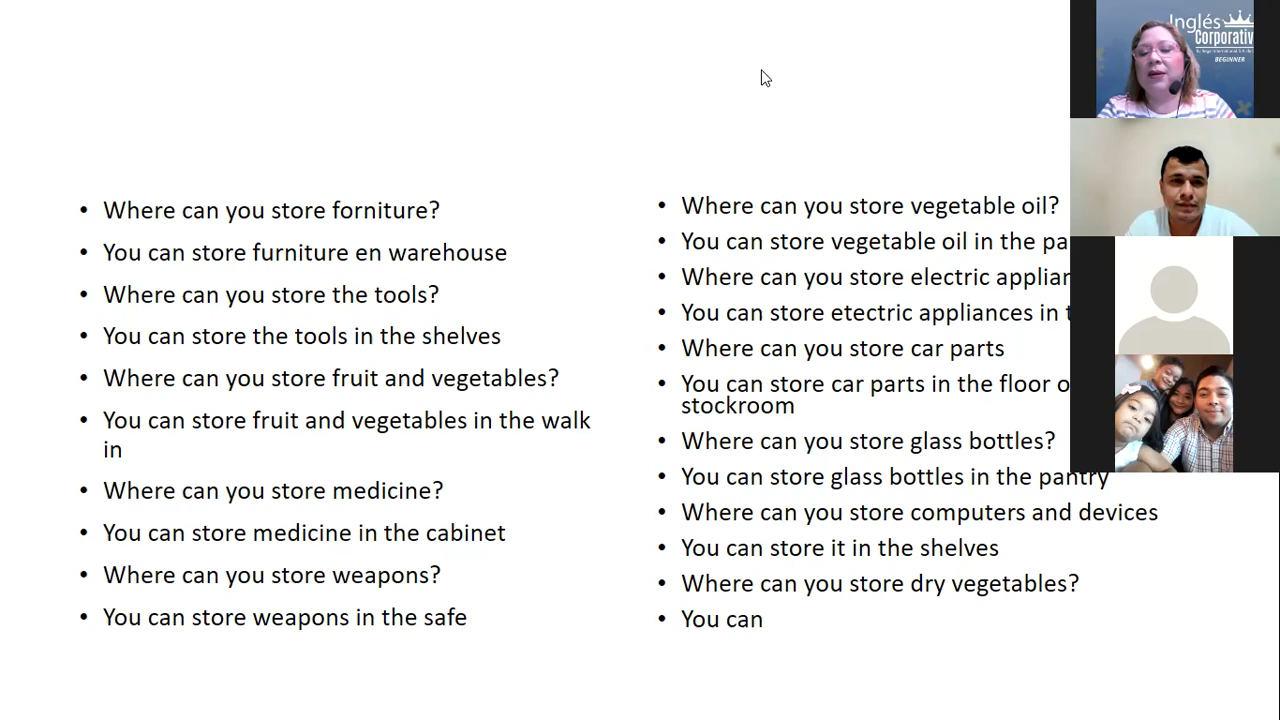 Where can you store forniture?
You can store furniture en warehouse
Where can you store the tools?
You can store the tools in the shelves
Where can you store fruit and vegetables?
You can store fruit and vegetables in the walk
in
Where can you store medicine?
You can store medicine in the cabinet
Where can you store weapons?
You can store weapons in the safe
Where can you store vegetable oil?
You can store vegetable oil in the
Where can you store electric
You can store etectric appliances in
Where can you store car parts
You can store car parts in the floor
stockroom
Where can you store glass bottles?
You can store glass bottles in the pantry
Where can you store computers and devices
You can store it in the shelves
Where can you store dry vegetables?
You can
Inglés
Corporativ
BEGINNER